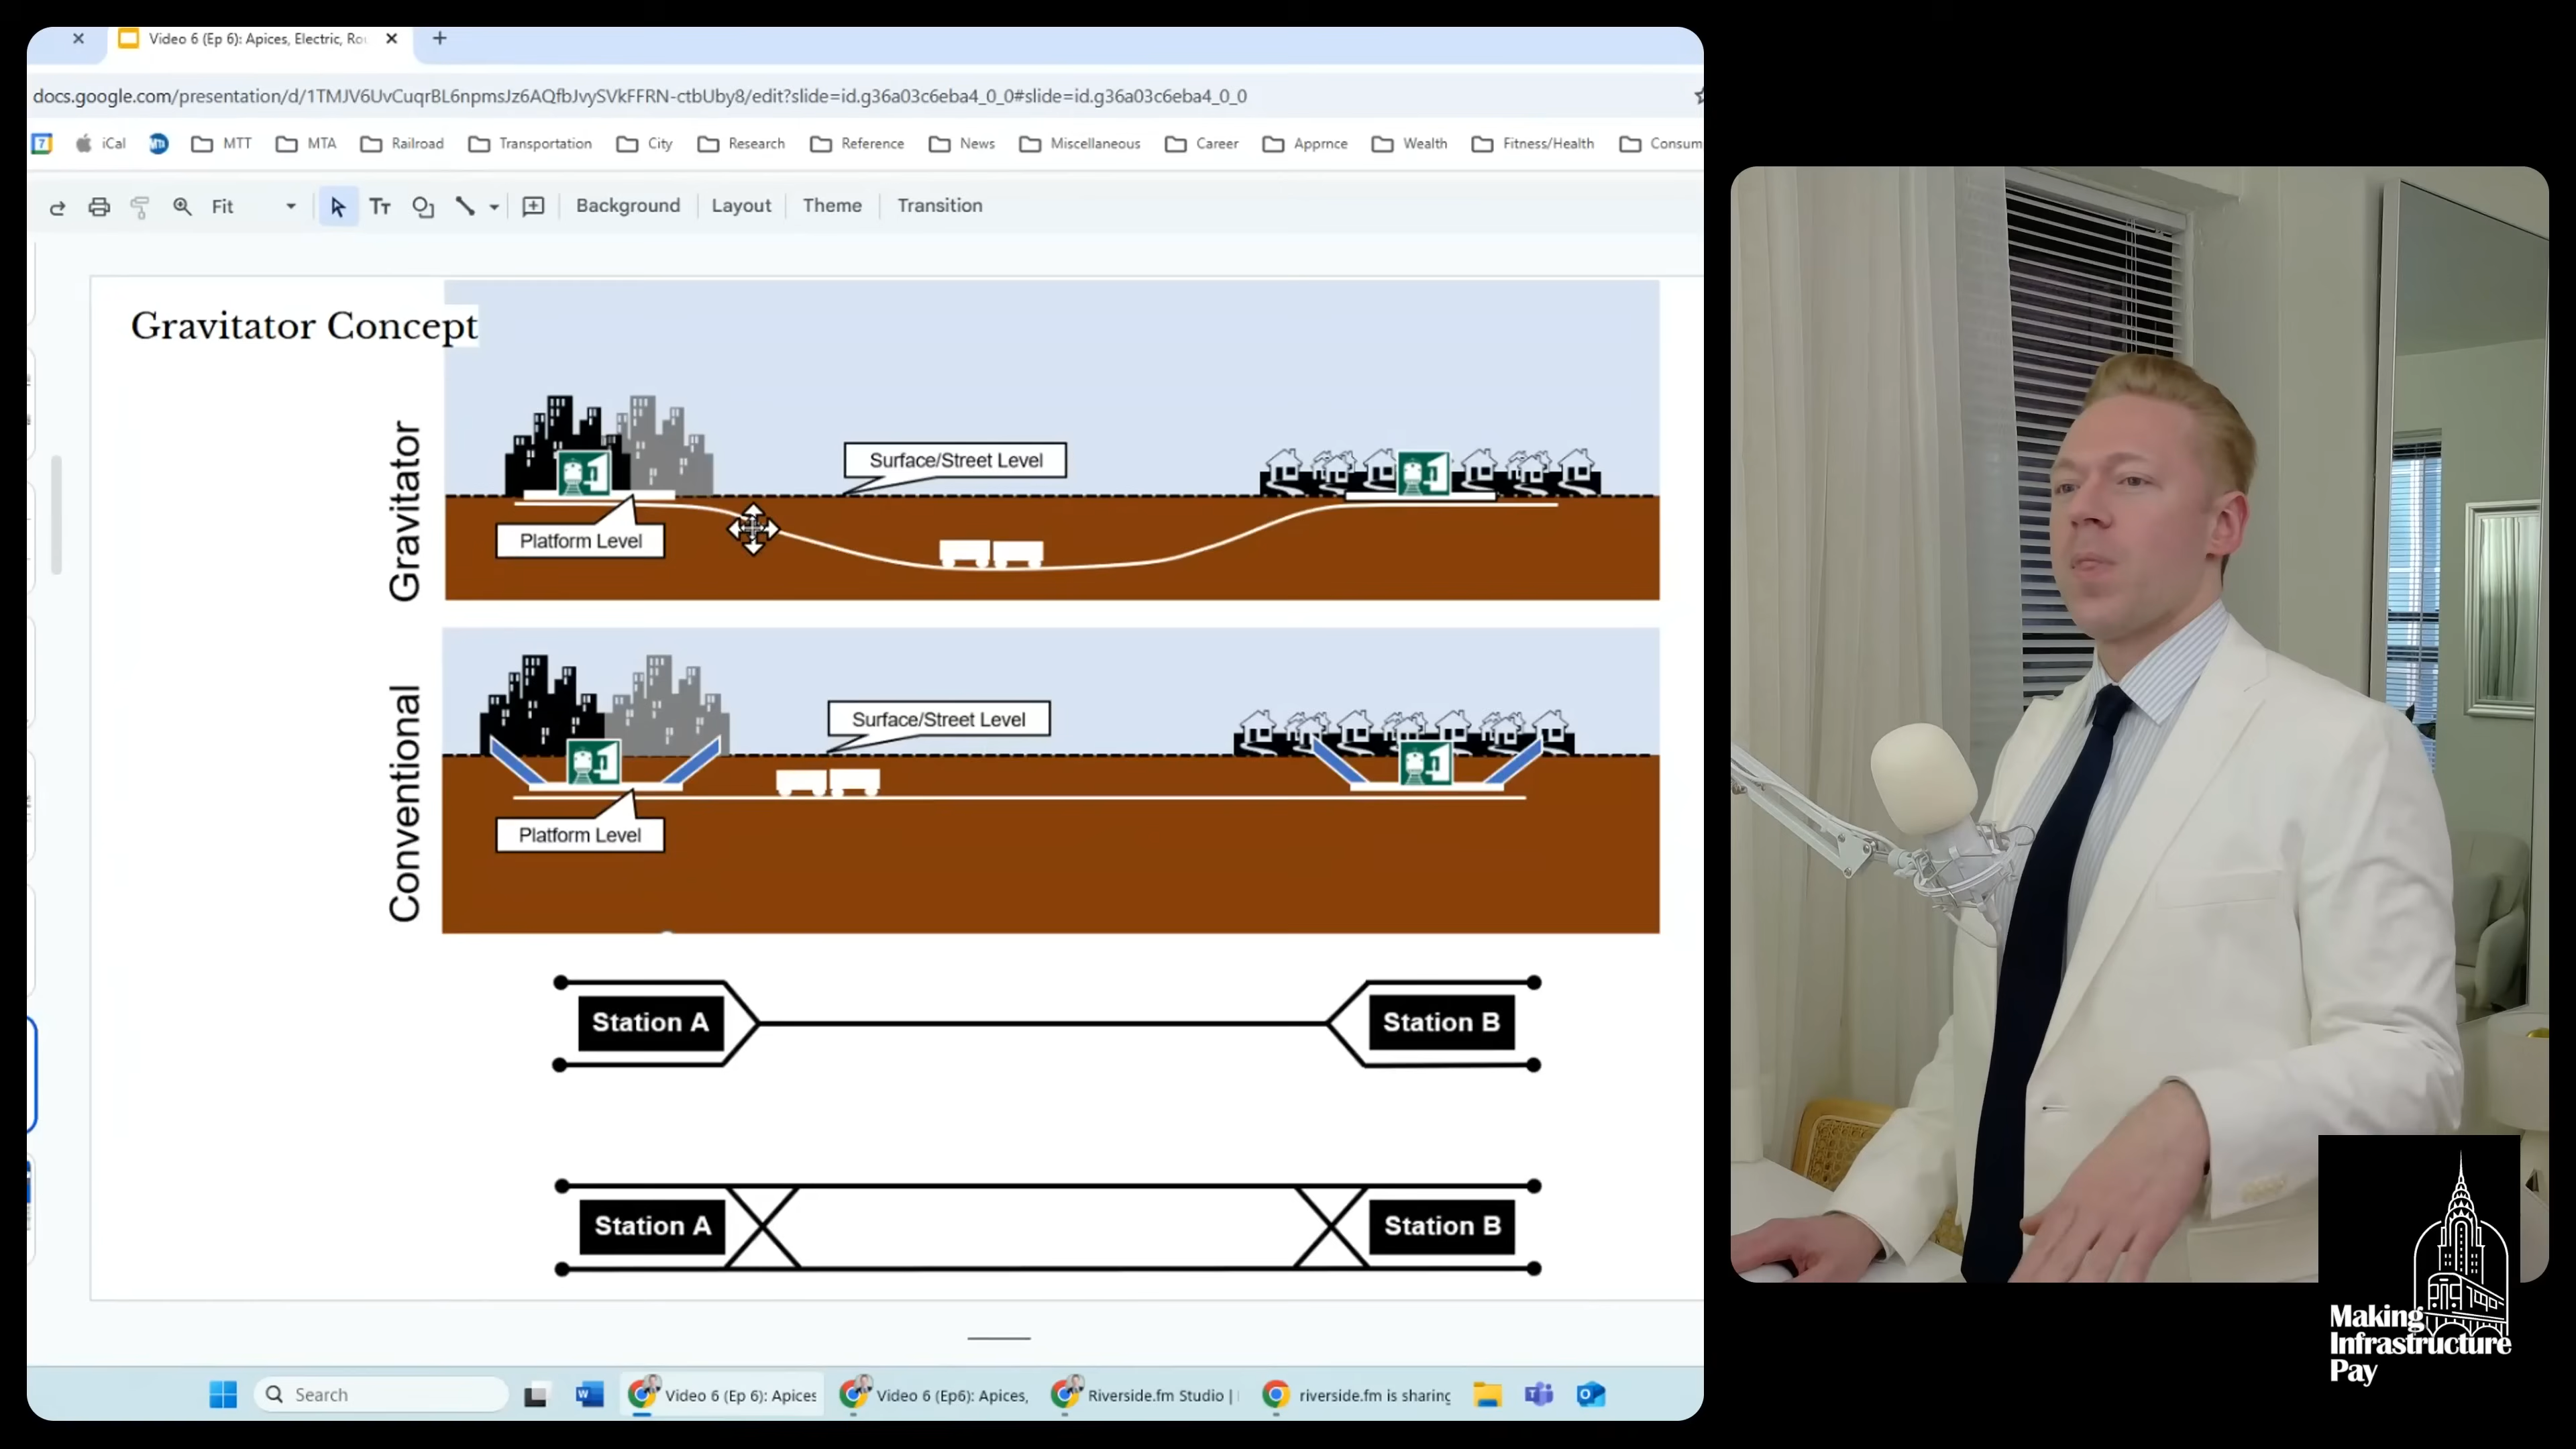 Video 6 (Ep 6): Apices, Electric, Rou
docs.google.com/presentation/d/1TMJV6UvCuqrBL6npmsJz6AQfbJvySVkFFRN-ctbUby8/edit?slide=id.g36a03c6eba4_0_0#slide=id.g36a03c6eba4_0_0
7 iCal MTA MTT MTA Railroad Transportation City Research Reference News Miscellaneous Career Apprnce Wealth Fitness/Health Consum
Fit Tт Background Layout Theme Transition
Gravitator Concept
Gravitator
Surface/Street Level
Platform Level
Conventional
Surface/Street Level
Platform Level
Station A Station B
Station A Station B
Search Video 6 (Ep 6): Apices Video 6 (Ep6): Apices, Riverside.fm Studio | riverside.fm is sharing
Making
Infrastructure
Pay